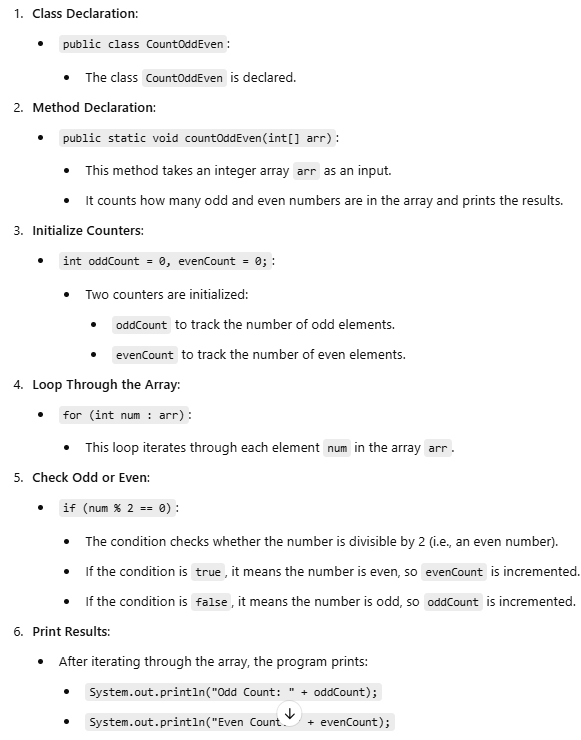 1. Class Declaration:
• public class CountOddEven:
• The class CountOddEven is declared.
2. Method Declaration:
• public static void countOddEven(int[] arr):
• This method takes an integer array arr as an input.
• It counts how many odd and even numbers are in the array and prints the results.
3. Initialize Counters:
• int oddCount = 0, evenCount = 0;:
• Two counters are initialized:
• oddCount to track the number of odd elements.
• evenCount to track the number of even elements.
4. Loop Through the Array:
• for (int num : arr):
• This loop iterates through each element num in the array arr.
5. Check Odd or Even:
• if (num % 2 == 0):
• The condition checks whether the number is divisible by 2 (i.e., an even number).
• If the condition is true, it means the number is even, so evenCount is incremented.
• If the condition is false, it means the number is odd, so oddCount is incremented.
6. Print Results:
• After iterating through the array, the program prints:
• System.out.println("Odd Count: " + oddCount);
• System.out.println("Even Count + evenCount);